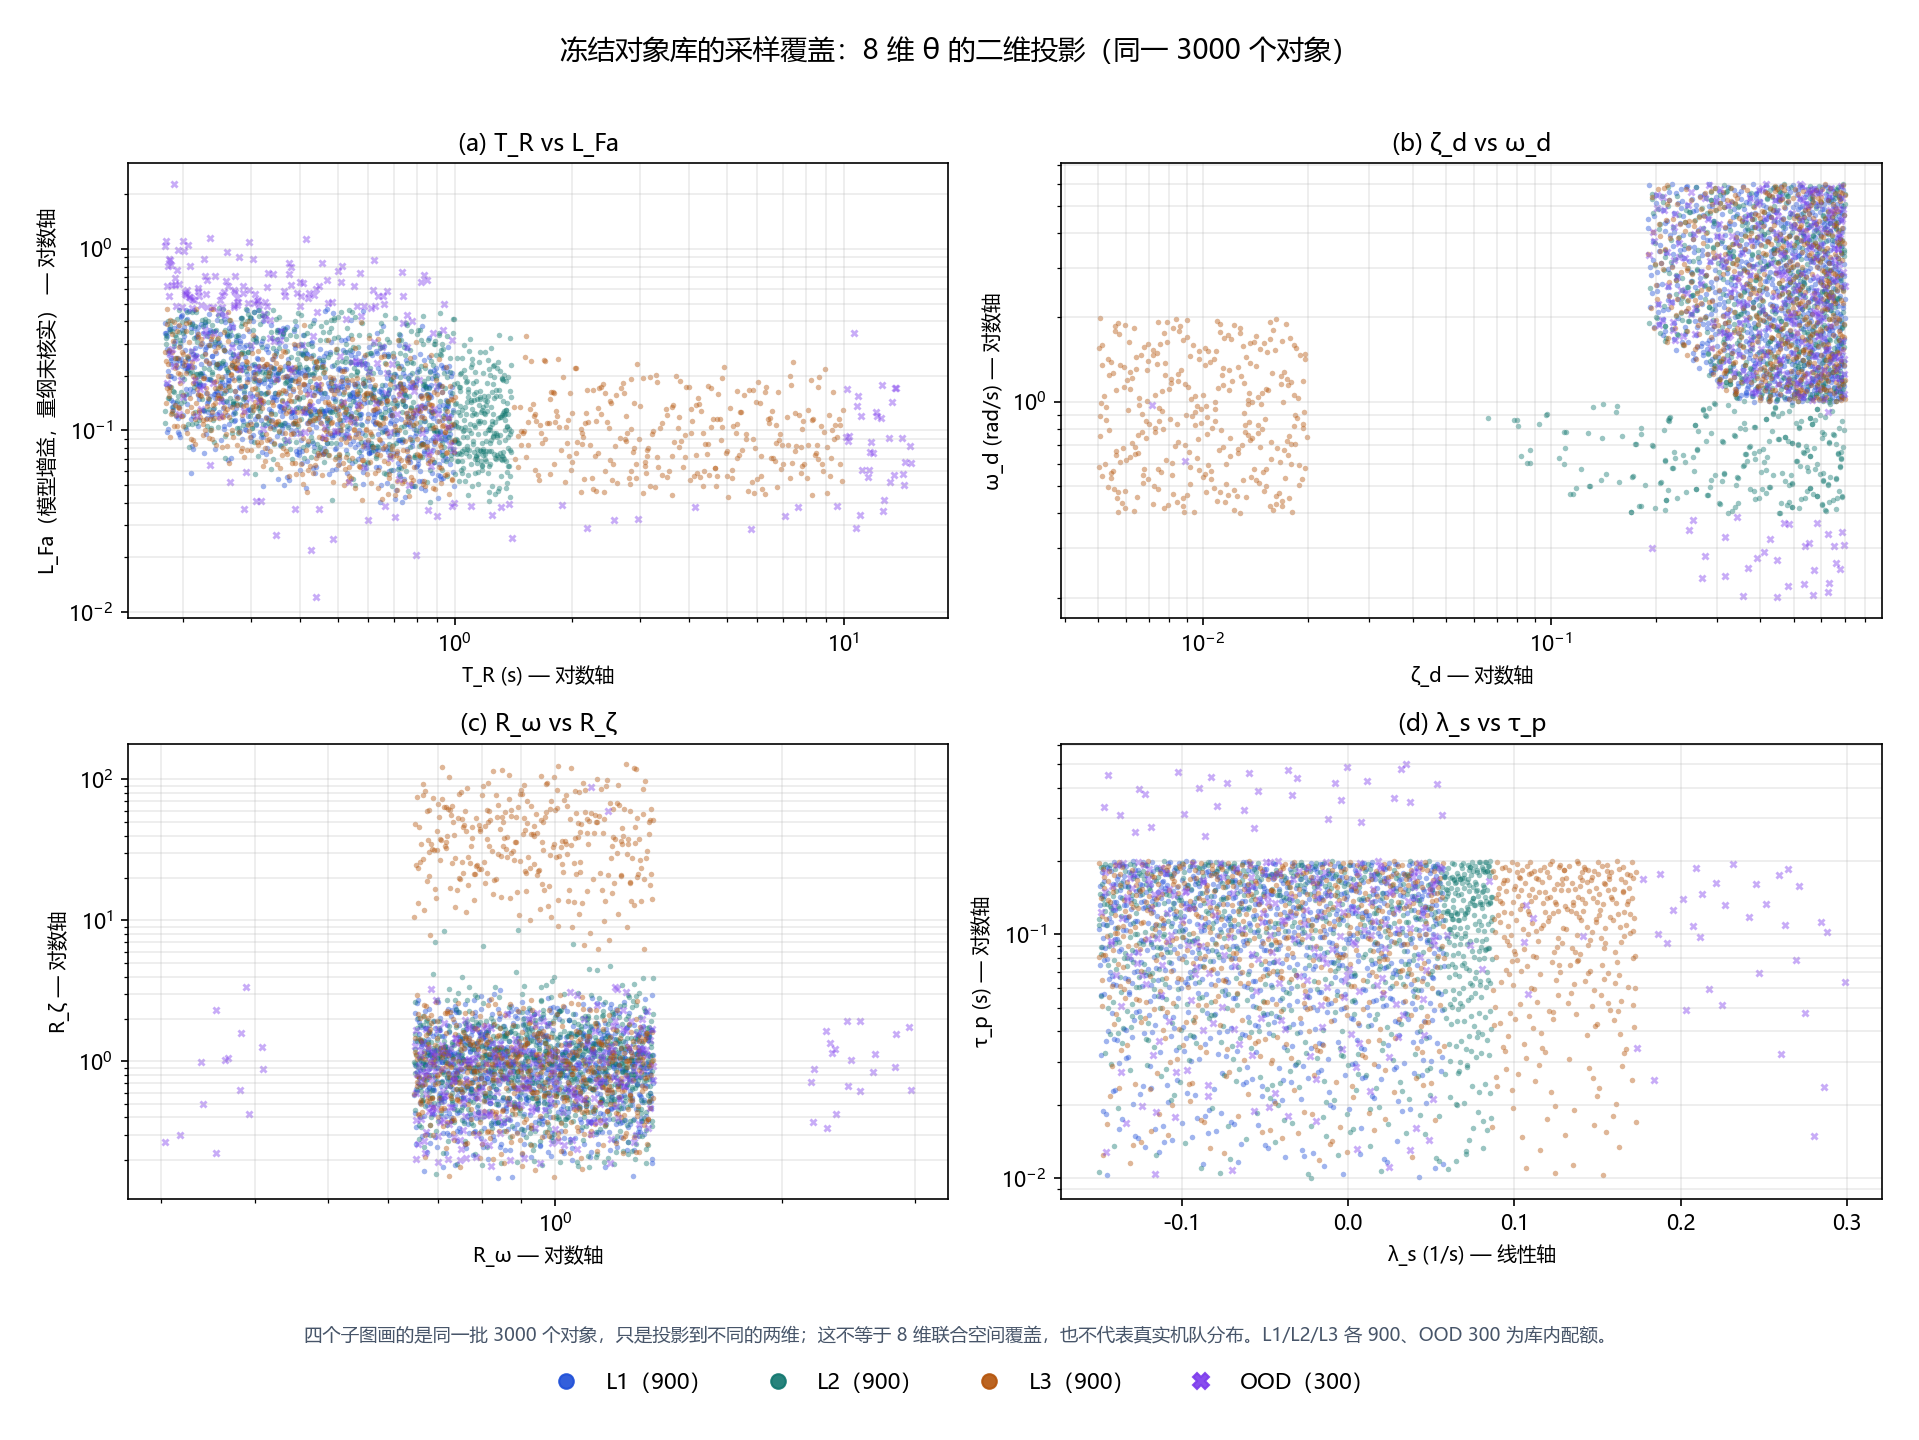 冻结对象库的采样覆盖：8 维 θ 的二维投影（同一 3000 个对象）
(a) T_R vs L_Fa
L_Fa（模型增益，量纲未核实） — 对数轴
10⁰
10⁻¹
10⁻²
10⁰
10¹
T_R (s) — 对数轴
(b) ζ_d vs ω_d
ω_d (rad/s) — 对数轴
10⁰
10⁻²
10⁻¹
ζ_d — 对数轴
(c) R_ω vs R_ζ
R_ζ — 对数轴
10²
10¹
10⁰
10⁰
R_ω — 对数轴
(d) λ_s vs τ_p
τ_p (s) — 对数轴
10⁻¹
10⁻²
-0.1
0.0
0.1
0.2
0.3
λ_s (1/s) — 线性轴
四个子图画的是同一批 3000 个对象，只是投影到不同的两维；这不等于 8 维联合空间覆盖，也不代表真实机队分布。L1/L2/L3 各 900、OOD 300 为库内配额。
L1（900）
L2（900）
L3（900）
OOD（300）